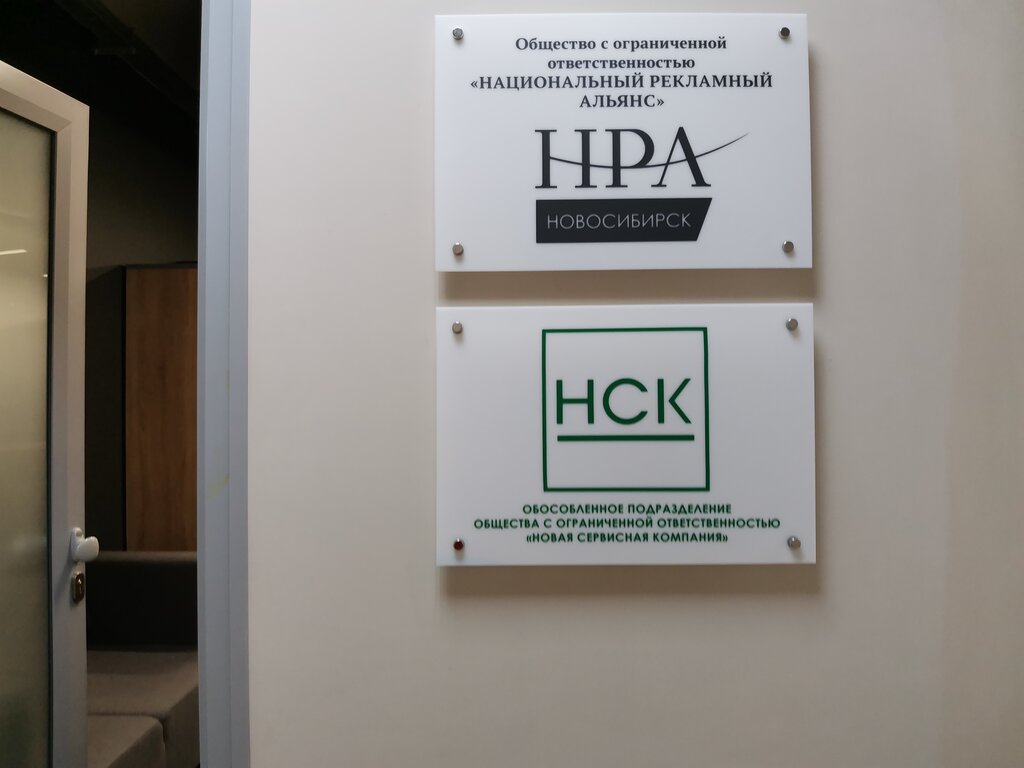 Общество с ограниченной
ответственностью
«НАЦИОНАЛЬНЫЙ РЕКЛАМНЫЙ
АЛЬЯНС»
НРА
НОВОСИБИРСК
НСК
ОБОСОБЛЕННОЕ ПОДРАЗДЕЛЕНИЕ
ОБЩЕСТВА С ОГРАНИЧЕННОЙ ОТВЕТСТВЕННОСТЬЮ
«НОВАЯ СЕРВИСНАЯ КОМПАНИЯ»